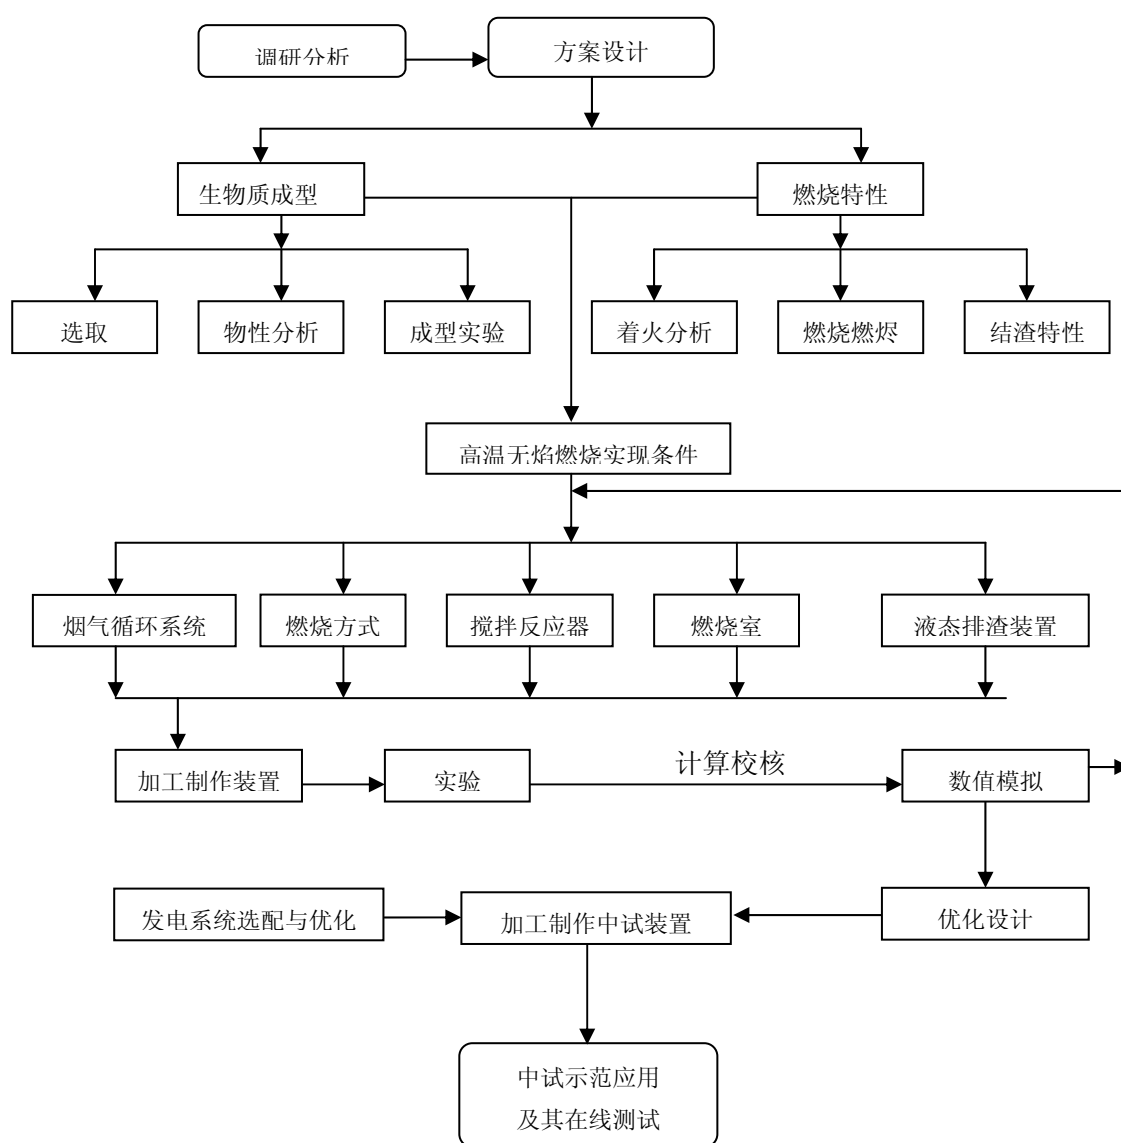 调研分析
方案设计
生物质成型
燃烧特性
选取
物性分析
成型实验
着火分析
燃烧燃烬
结渣特性
高温无焰燃烧实现条件
烟气循环系统
燃烧方式
搅拌反应器
燃烧室
液态排渣装置
加工制作装置
实验
计算校核
数值模拟
发电系统选配与优化
加工制作中试装置
优化设计
中试示范应用
及其在线测试